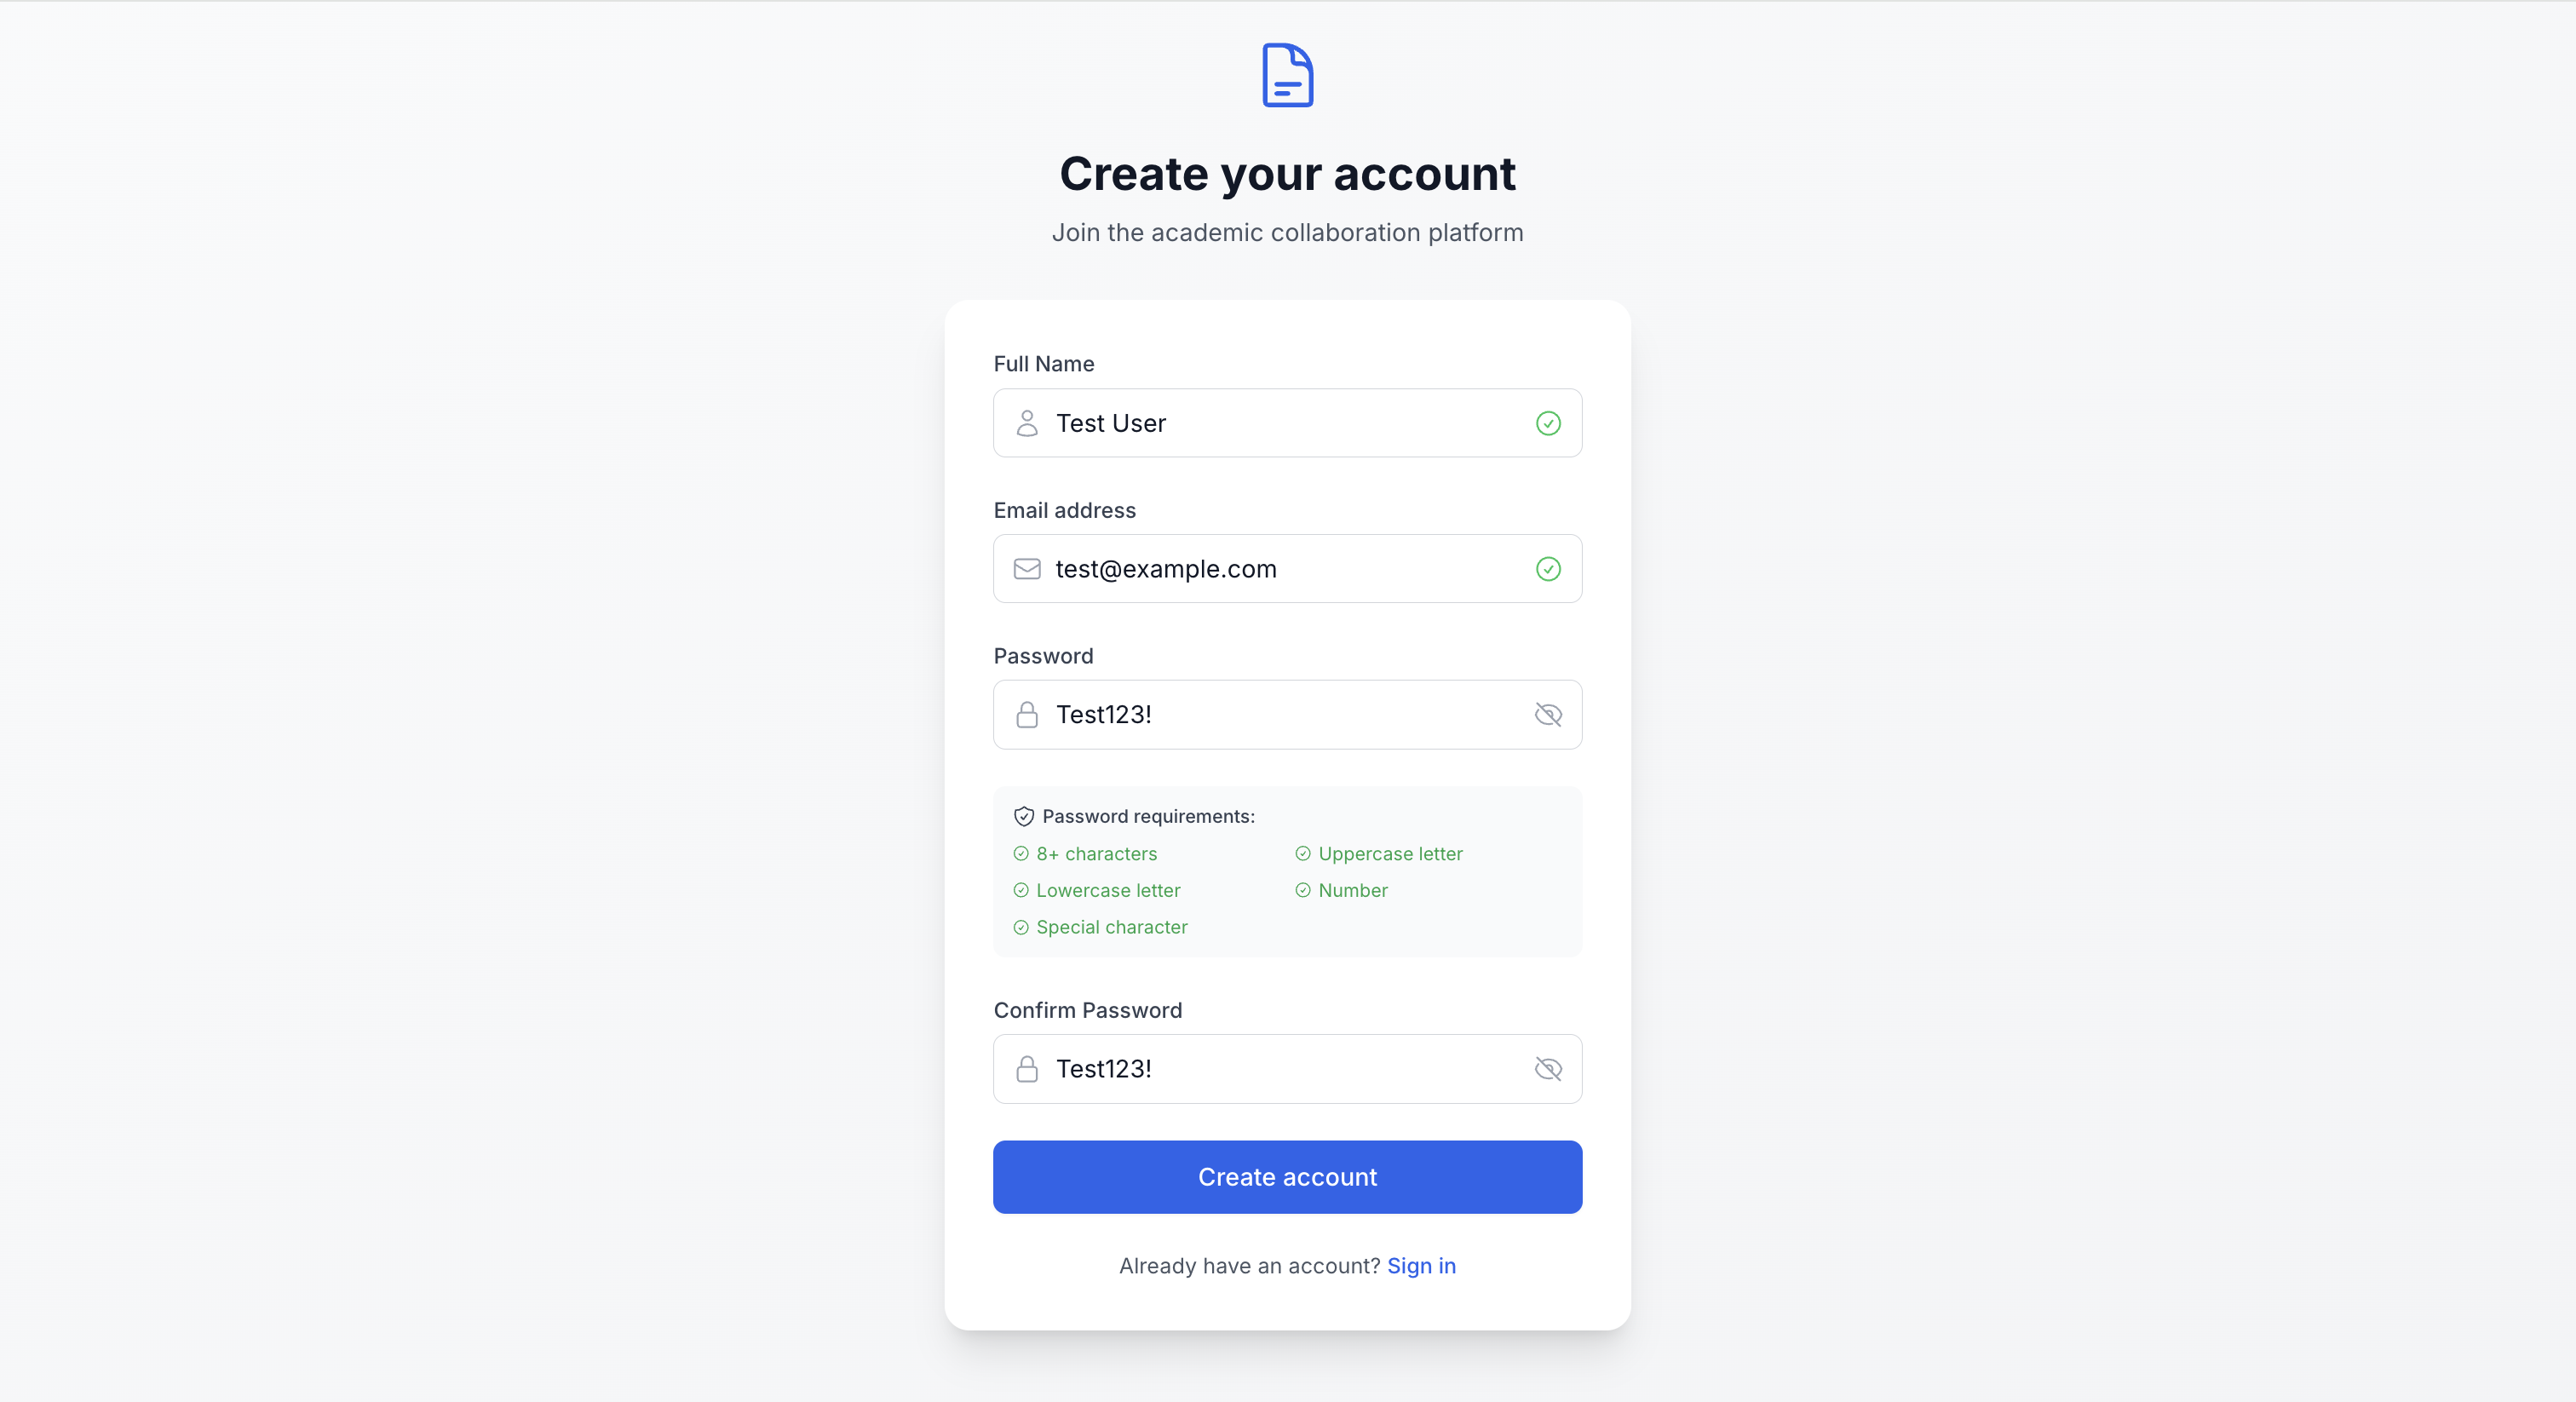 Create your account
Join the academic collaboration platform
Full Name
Test User
Email address
test@example.com
Password
Test123!
Password requirements:
8+ characters
Uppercase letter
Lowercase letter
Number
Special character
Confirm Password
Test123!
Create account
Already have an account? Sign in